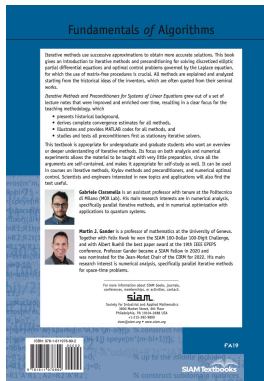 Fundamentals of Algorithms
Iterative methods use successive approximations to obtain more accurate solutions. This book
gives an introduction to iterative methods and preconditioning for solving discretized elliptic
partial differential equations and optimal control problems governed by the Laplace equation,
for which the use of matrix-free procedures is crucial. All methods are explained and analyzed
starting from the historical ideas of the inventors, which are often quoted from their seminal
works.
Iterative Methods and Preconditioners for Systems of Linear Equations grew out of a set of
lecture notes that were improved and enriched over time, resulting in a clear focus for the
teaching methodology, which
• presents historical background,
• derives complete convergence estimates for all methods,
• illustrates and provides MATLAB codes for all methods, and
• studies and tests all preconditioners first as stationary iterative solvers.
This textbook is appropriate for undergraduate and graduate students who want an overview
or deeper understanding of iterative methods. Its focus on both analysis and numerical
experiments allows the material to be taught with very little preparation, since all the
arguments are self-contained, and makes it appropriate for self-study as well. It can be used
in courses on iterative methods, Krylov methods and preconditioners, and numerical optimal
control. Scientists and engineers interested in new topics and applications will also find the
text useful.
Gabriele Ciaramella is an assistant professor with tenure at the Politecnico
di Milano (MOX Lab). His main research interests are in numerical analysis,
specifically parallel iterative methods, and in numerical optimization with
applications to quantum systems.
Martin J. Gander is a professor of mathematics at the University of Geneva.
Together with Felix Kwok he won the SIAM 100-Dollar 100-Digit Challenge,
and with Albert Ruehli the best paper award at the 19th IEEE EPEPS
conference. Professor Gander became a SIAM Fellow in 2020 and
was nominated for the Jean-Morlet Chair of the CIRM for 2022. His main
research interest is numerical analysis, specifically parallel iterative methods
for space-time problems.
For more information about SIAM books, journals,
conferences, memberships, or activities, contact:
siam
Society for Industrial and Applied Mathematics
3600 Market Street, 6th Floor
Philadelphia, PA 19104-2688 USA
+1-215-382-9800
siam@siam.org • www.siam.org
FA19
SIAM Textbooks